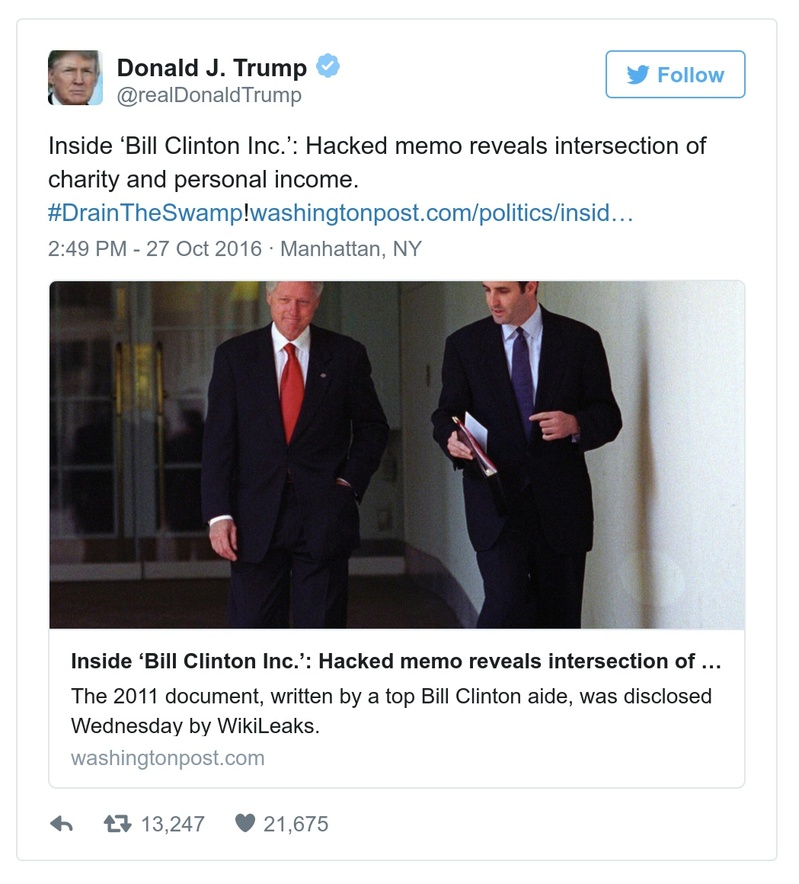 Donald J. Trump
@realDonaldTrump
Follow
Inside ‘Bill Clinton Inc.’: Hacked memo reveals intersection of
charity and personal income.
#DrainTheSwamp!washingtonpost.com/politics/insid…
2:49 PM - 27 Oct 2016 · Manhattan, NY
Inside ‘Bill Clinton Inc.’: Hacked memo reveals intersection of …
The 2011 document, written by a top Bill Clinton aide, was disclosed
Wednesday by WikiLeaks.
washingtonpost.com
13,247
21,675